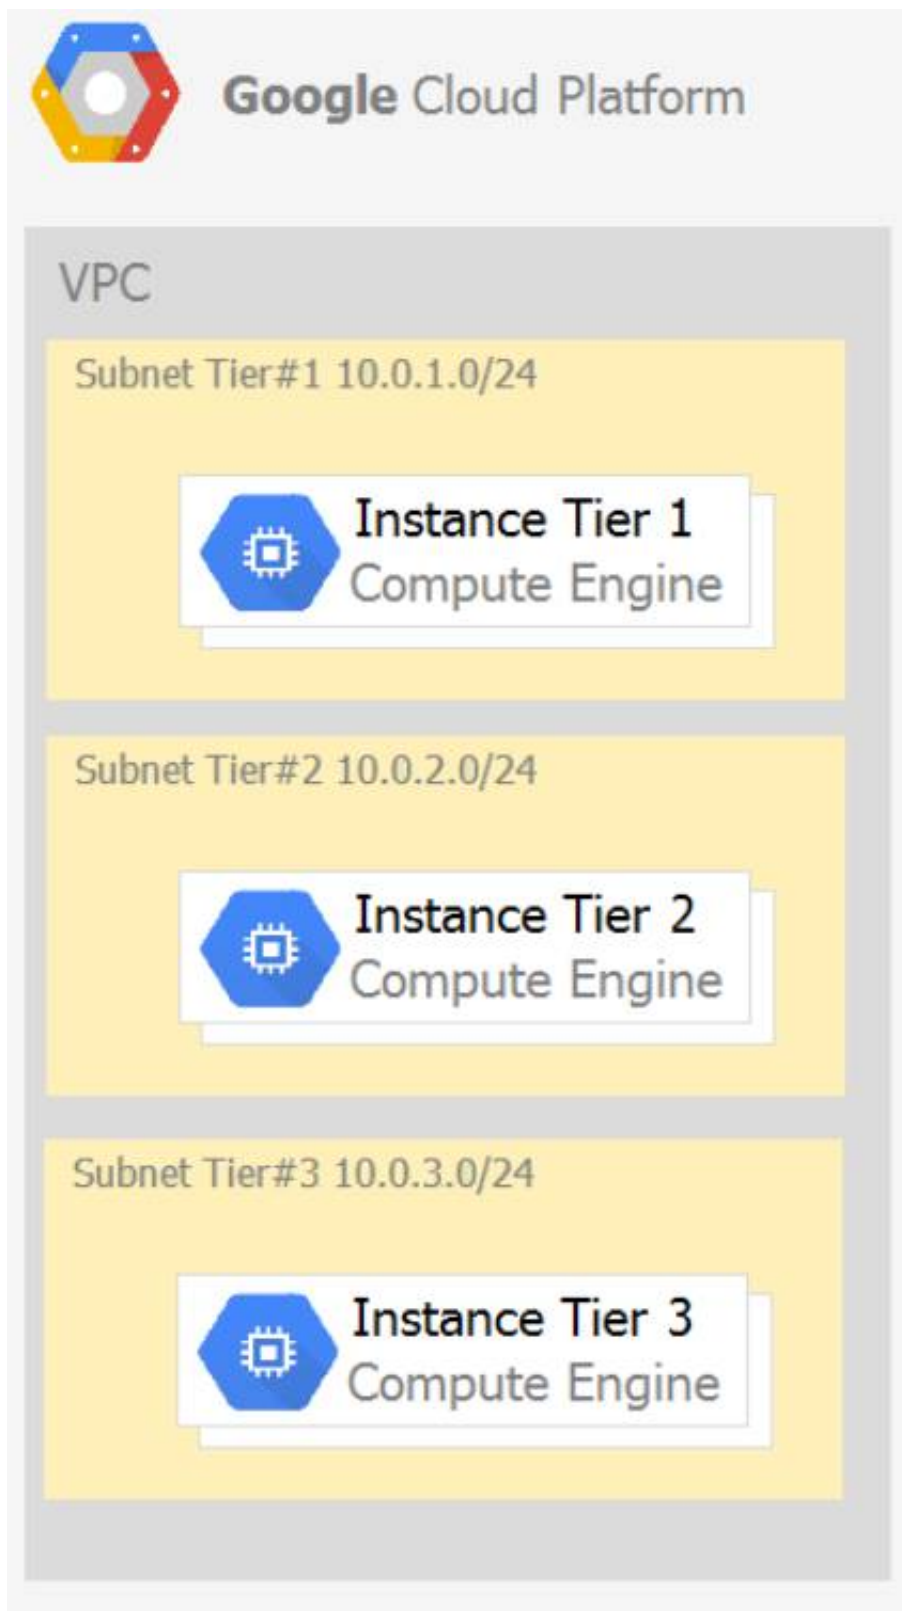 Google Cloud Platform
VPC
Subnet Tier#1 10.0.1.0/24
Instance Tier 1
Compute Engine
Subnet Tier#2 10.0.2.0/24
Instance Tier 2
Compute Engine
Subnet Tier#3 10.0.3.0/24
Instance Tier 3
Compute Engine